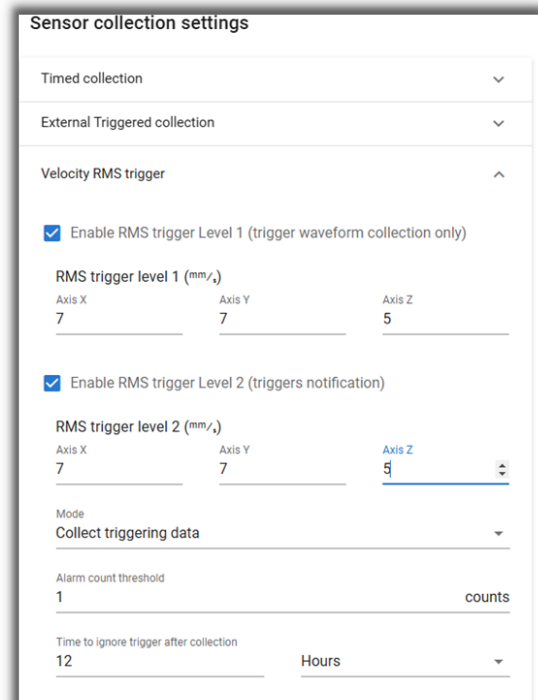 Sensor collection settings
Timed collection
External Triggered collection
Velocity RMS trigger
Enable RMS trigger Level 1 (trigger waveform collection only)
RMS trigger level 1 (mm/s)
Axis X Axis Y Axis Z
7 7 5
Enable RMS trigger Level 2 (triggers notification)
RMS trigger level 2 (mm/s)
Axis X Axis Y Axis Z
7 7 5
Mode
Collect triggering data
Alarm count threshold
1 counts
Time to ignore trigger after collection
12 Hours